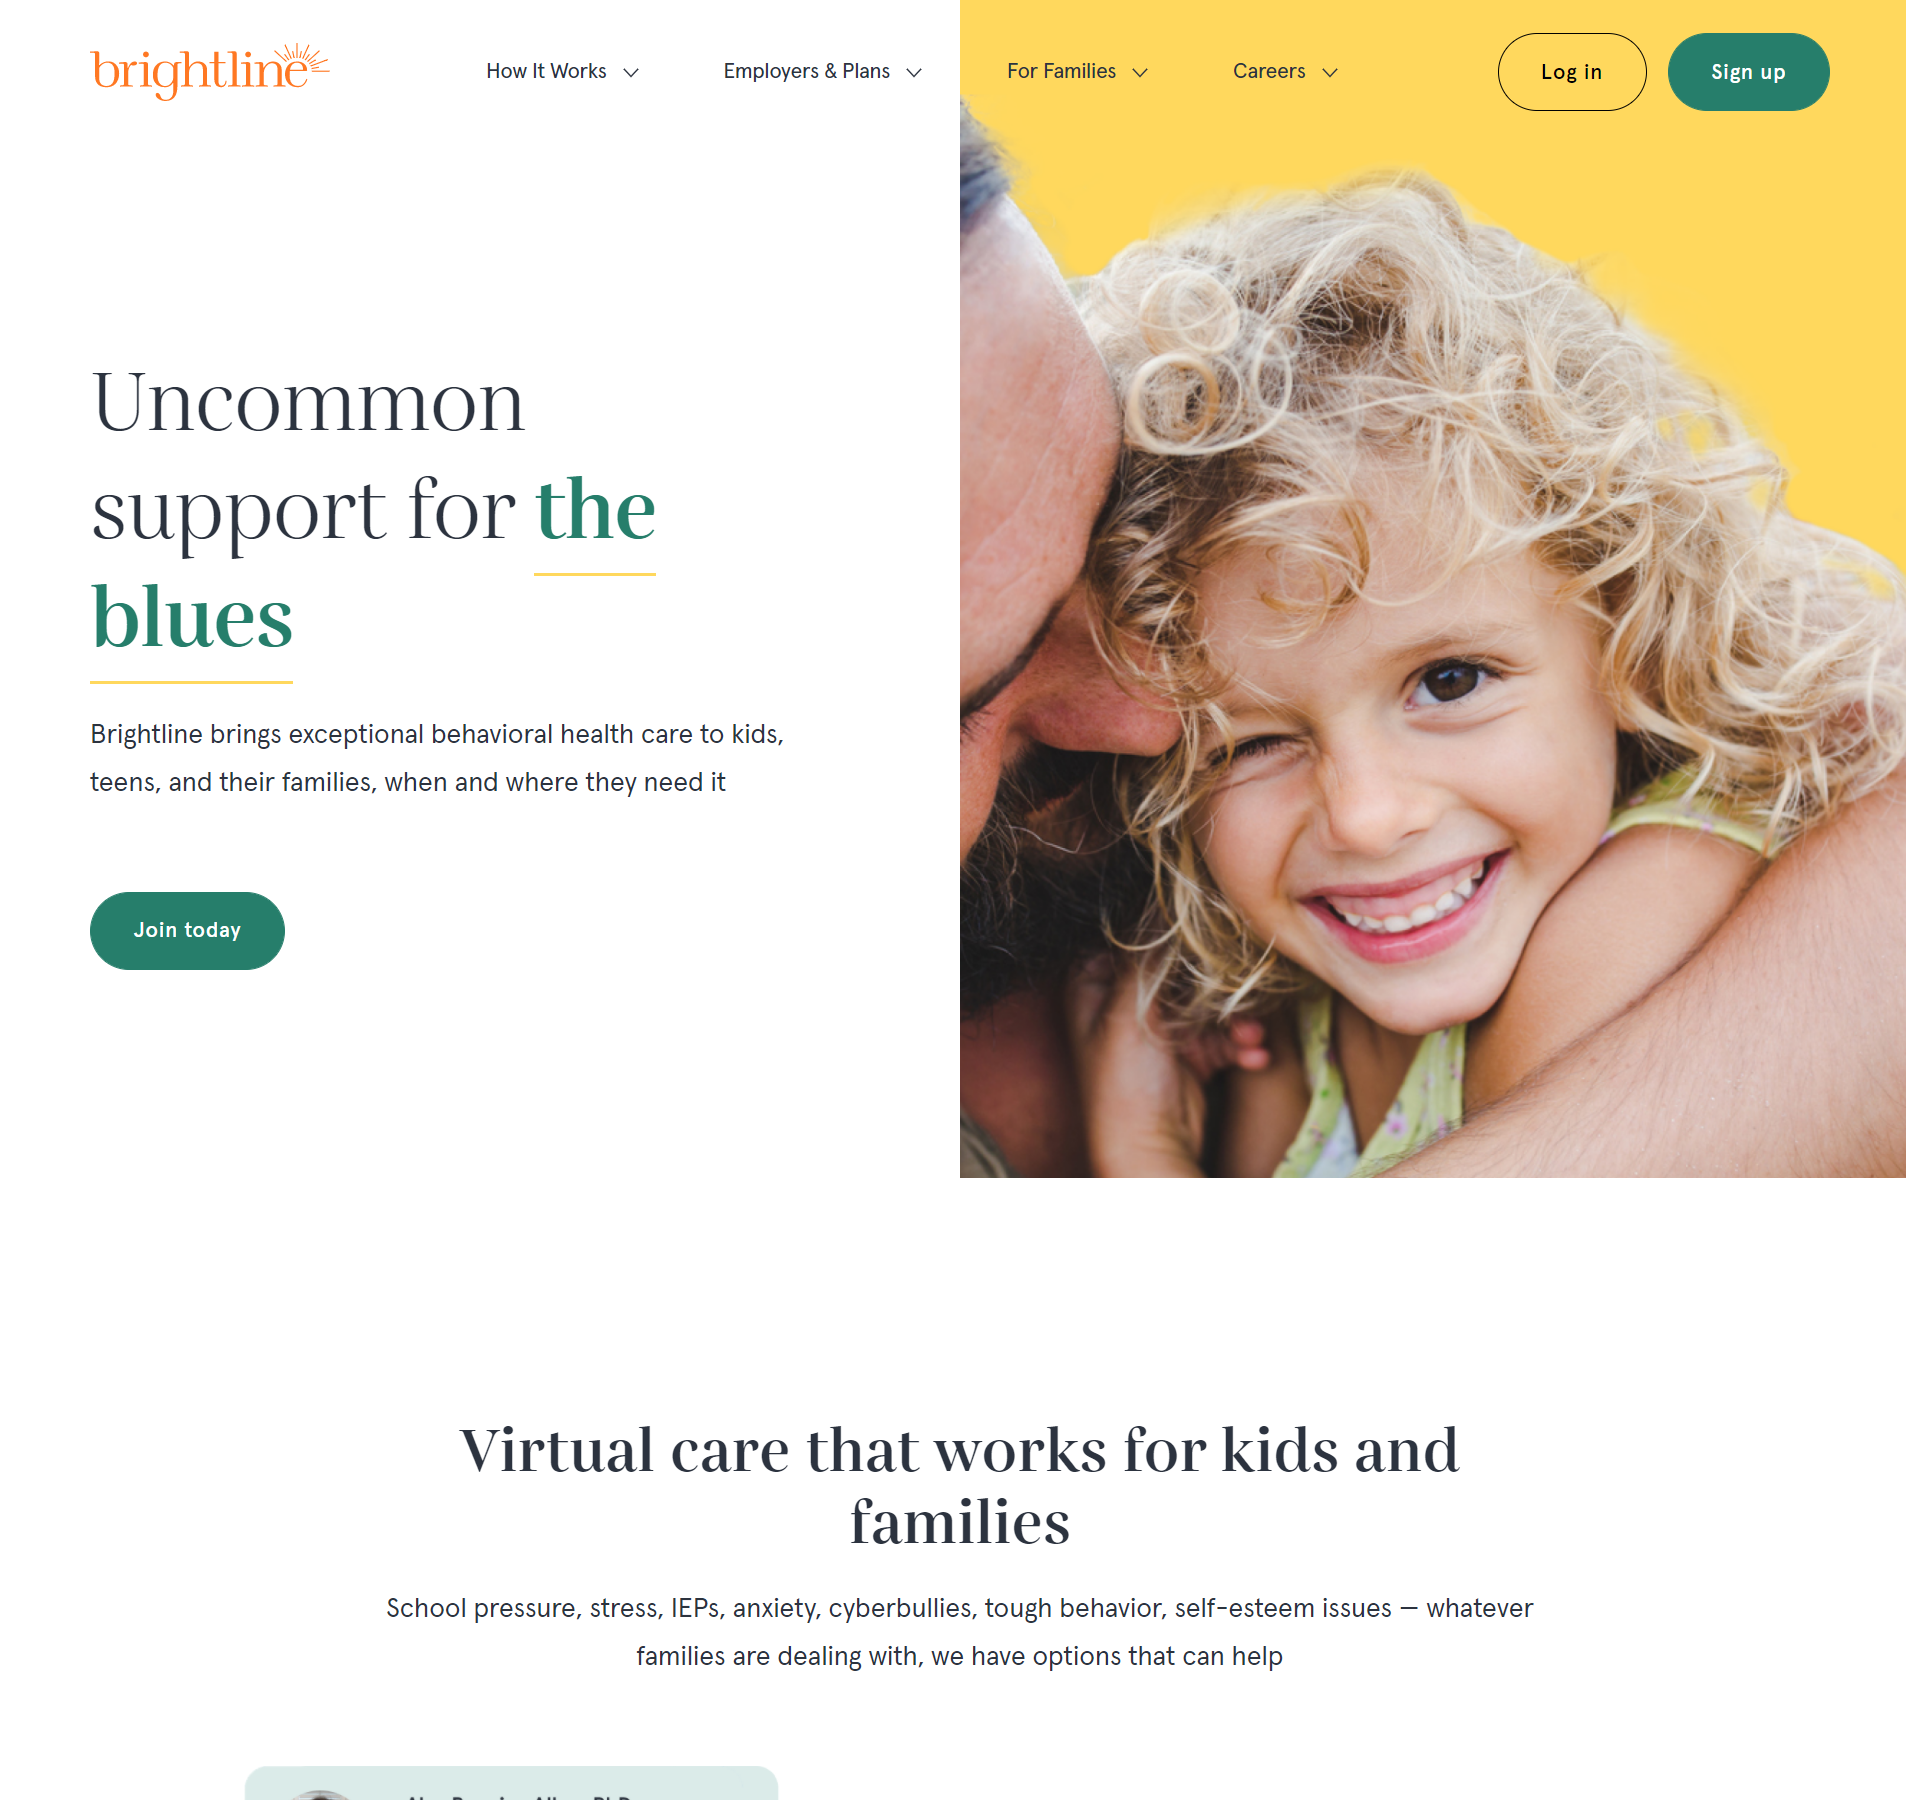 brightline
How It Works
Employers & Plans
For Families
Careers
Log in
Sign up
Uncommon
support for the
blues
Brightline brings exceptional behavioral health care to kids,
teens, and their families, when and where they need it
Join today
Virtual care that works for kids and
families
School pressure, stress, IEPs, anxiety, cyberbullies, tough behavior, self-esteem issues — whatever
families are dealing with, we have options that can help